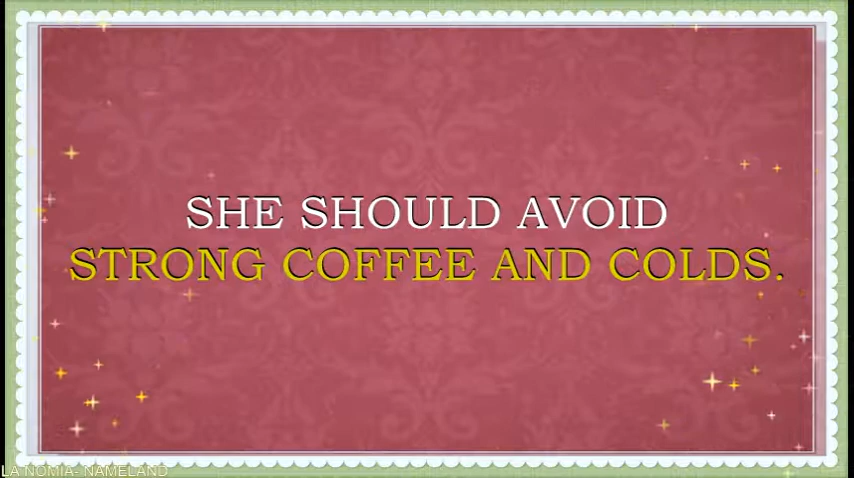 SHE SHOULD AVOID
STRONG COFFEE AND COLDS.
LA NOMIA- NAMELAND